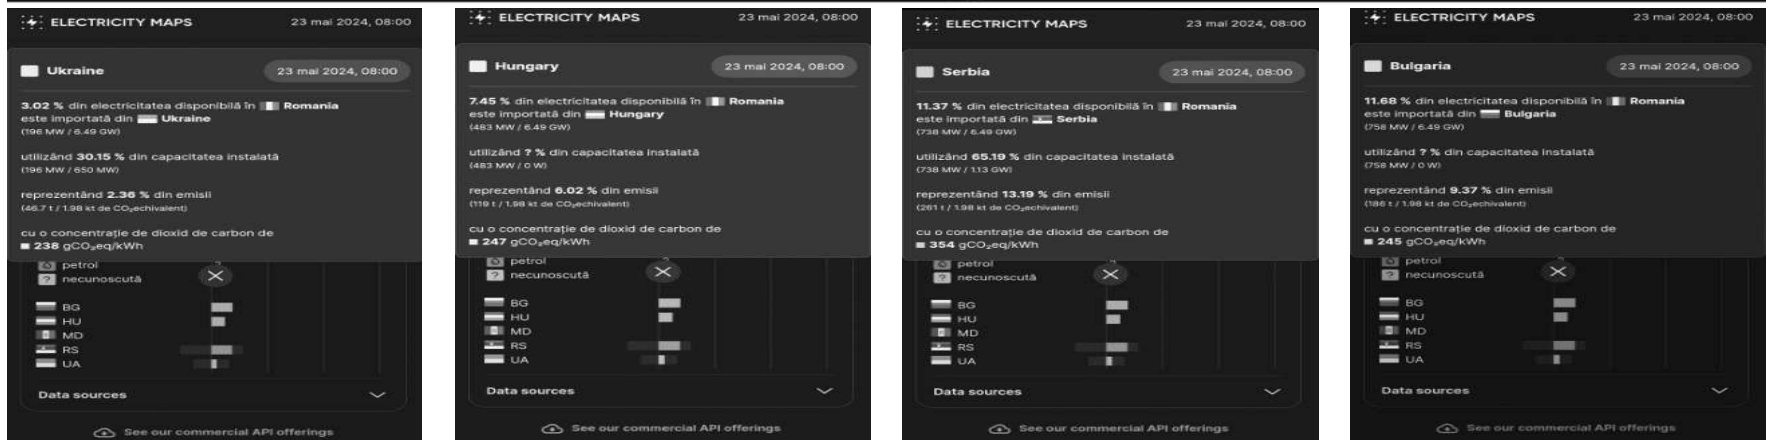 ELECTRICITY MAPS 23 mai 2024, 08:00
Ukraine 23 mai 2024, 08:00
3.02 % din electricitatea disponibilă în Romania
este importată din Ukraine
(196 MW / 6.49 GW)
utilizând 30.15 % din capacitatea instalată
(196 MW / 650 MW)
reprezentând 2.36 % din emisii
(46.7 t / 1.98 kt de CO₂echivalent)
cu o concentrație de dioxid de carbon de
238 gCO₂eq/kWh
petrol
? necunoscută
BG
HU
MD
RS
UA
Data sources
See our commercial API offerings
ELECTRICITY MAPS 23 mai 2024, 08:00
Hungary 23 mai 2024, 08:00
7.45 % din electricitatea disponibilă în Romania
este importată din Hungary
(483 MW / 6.49 GW)
utilizând ? % din capacitatea instalată
(483 MW / 0 W)
reprezentând 6.02 % din emisii
(119 t / 1.98 kt de CO₂echivalent)
cu o concentrație de dioxid de carbon de
247 gCO₂eq/kWh
petrol
? necunoscută
BG
HU
MD
RS
UA
Data sources
See our commercial API offerings
ELECTRICITY MAPS 23 mai 2024, 08:00
Serbia 23 mai 2024, 08:00
11.37 % din electricitatea disponibilă în Romania
este importată din Serbia
(738 MW / 6.49 GW)
utilizând 65.19 % din capacitatea instalată
(738 MW / 1.13 GW)
reprezentând 13.19 % din emisii
(261 t / 1.98 kt de CO₂echivalent)
cu o concentrație de dioxid de carbon de
354 gCO₂eq/kWh
petrol
? necunoscută
BG
HU
MD
RS
UA
Data sources
See our commercial API offerings
ELECTRICITY MAPS 23 mai 2024, 08:00
Bulgaria 23 mai 2024, 08:00
11.68 % din electricitatea disponibilă în Romania
este importată din Bulgaria
(758 MW / 6.49 GW)
utilizând ? % din capacitatea instalată
(758 MW / 0 W)
reprezentând 9.37 % din emisii
(186 t / 1.98 kt de CO₂echivalent)
cu o concentrație de dioxid de carbon de
245 gCO₂eq/kWh
petrol
? necunoscută
BG
HU
MD
RS
UA
Data sources
See our commercial API offerings